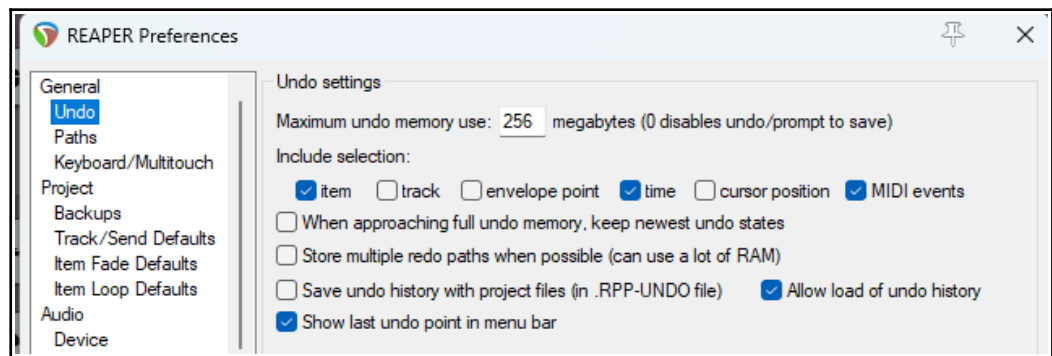 REAPER Preferences
General
Undo
Paths
Keyboard/Multitouch
Project
Backups
Track/Send Defaults
Item Fade Defaults
Item Loop Defaults
Audio
Device
Undo settings
Maximum undo memory use: 256 megabytes (0 disables undo/prompt to save)
Include selection:
item track envelope point time cursor position MIDI events
When approaching full undo memory, keep newest undo states
Store multiple redo paths when possible (can use a lot of RAM)
Save undo history with project files (in .RPP-UNDO file) Allow load of undo history
Show last undo point in menu bar